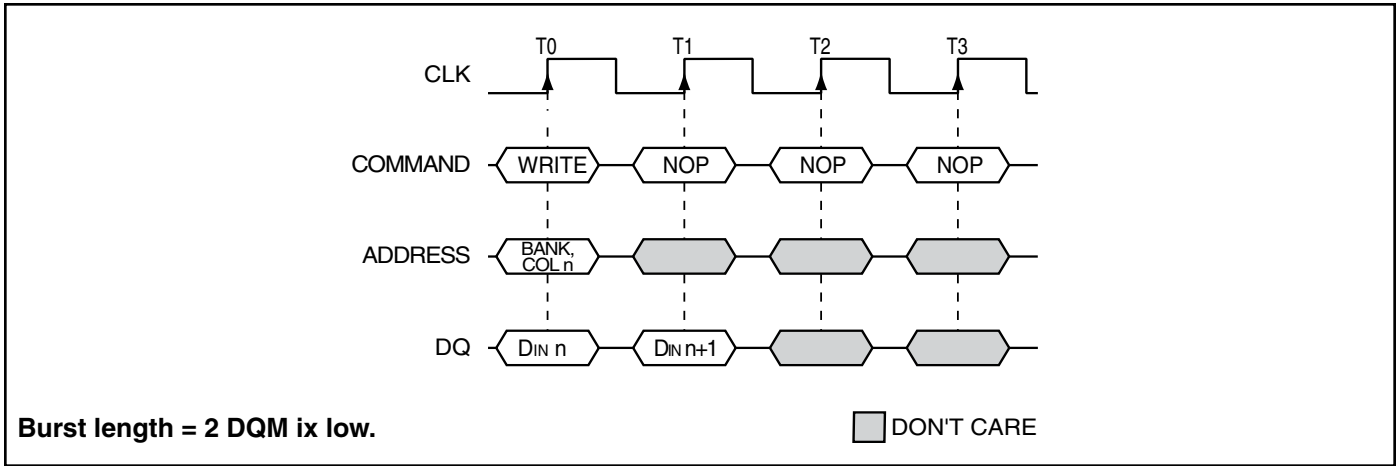 T0 T1 T2 T3
CLK
COMMAND WRITE NOP NOP NOP
ADDRESS BANK,
COL n
DQ DIN n DIN n+1
Burst length = 2 DQM ix low.
DON'T CARE